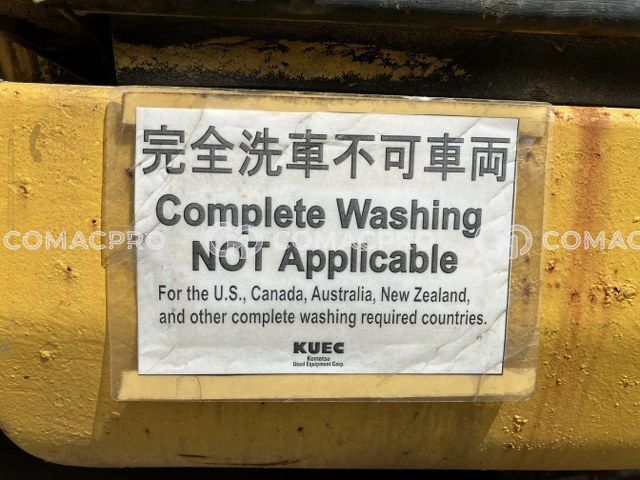 完全洗車不可車両
Complete Washing
NOT Applicable
COMACPRO COMACPRO COMAC
For the U.S., Canada, Australia, New Zealand,
and other complete washing required countries.
KUEC
Komatsu
Used Equipment Corp.